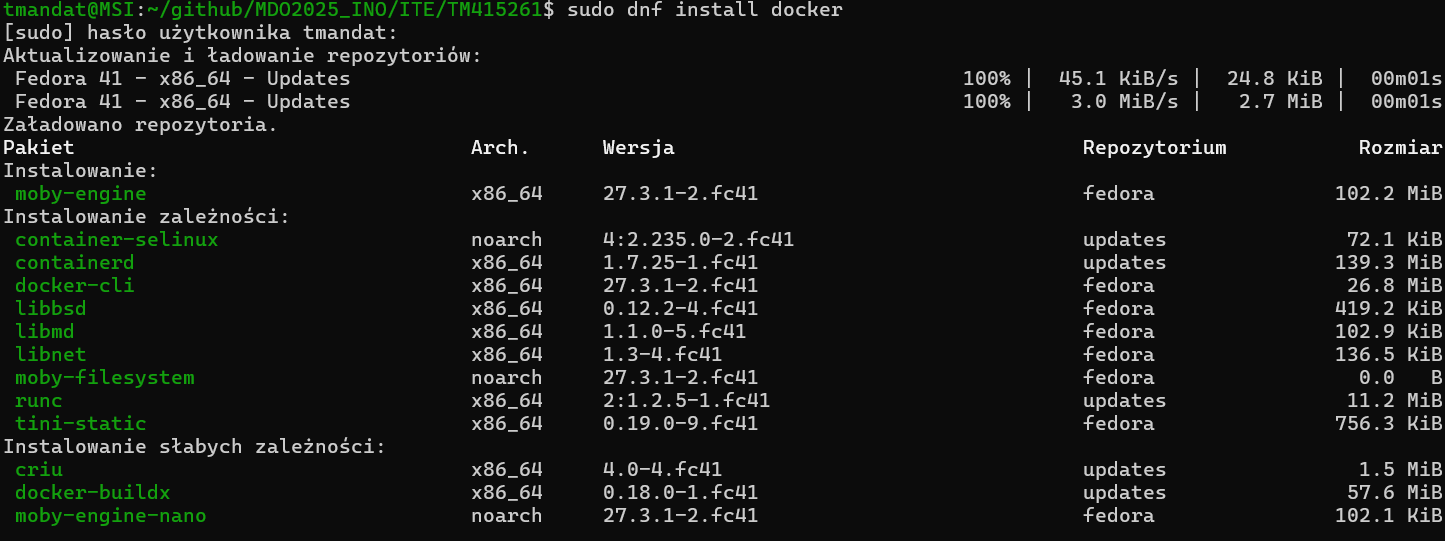 tmandat@MSI:~/github/MDO2025_INO/ITE/TM415261$ sudo dnf install docker
[sudo] hasło użytkownika tmandat:
Aktualizowanie i ładowanie repozytoriów:
Fedora 41 - x86_64 - Updates 100% | 45.1 KiB/s | 24.8 KiB | 00m01s
Fedora 41 - x86_64 - Updates 100% | 3.0 MiB/s | 2.7 MiB | 00m01s
Załadowano repozytoria.
Pakiet Arch. Wersja Repozytorium Rozmiar
Instalowanie:
moby-engine x86_64 27.3.1-2.fc41 fedora 102.2 MiB
Instalowanie zależności:
container-selinux noarch 4:2.235.0-2.fc41 updates 72.1 KiB
containerd x86_64 1.7.25-1.fc41 updates 139.3 MiB
docker-cli x86_64 27.3.1-2.fc41 fedora 26.8 MiB
libbsd x86_64 0.12.2-4.fc41 fedora 419.2 KiB
libmd x86_64 1.1.0-5.fc41 fedora 102.9 KiB
libnet x86_64 1.3-4.fc41 fedora 136.5 KiB
moby-filesystem noarch 27.3.1-2.fc41 fedora 0.0 B
runc x86_64 2:1.2.5-1.fc41 updates 11.2 MiB
tini-static x86_64 0.19.0-9.fc41 fedora 756.3 KiB
Instalowanie słabych zależności:
criu x86_64 4.0-4.fc41 updates 1.5 MiB
docker-buildx x86_64 0.18.0-1.fc41 updates 57.6 MiB
moby-engine-nano noarch 27.3.1-2.fc41 fedora 102.1 KiB